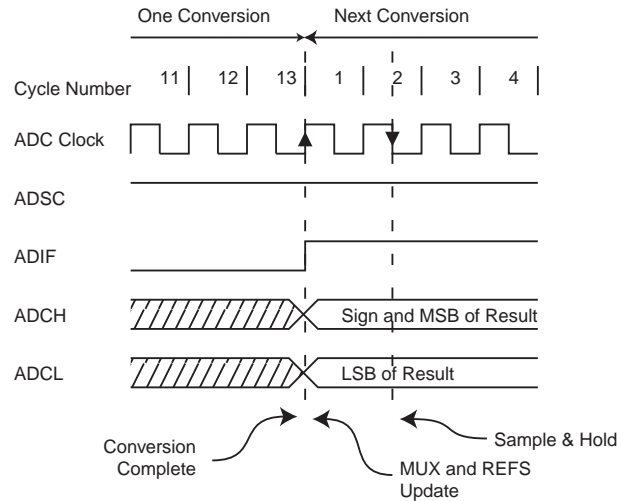 One Conversion Next Conversion
Cycle Number 11 12 13 1 2 3 4
ADC Clock
ADSC
ADIF
ADCH Sign and MSB of Result
ADCL LSB of Result
Conversion
Complete
MUX and REFS
Update
Sample & Hold